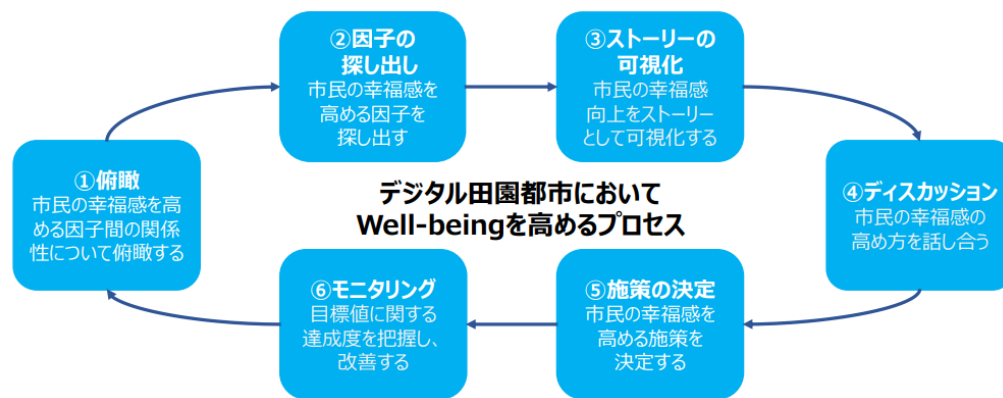 ①俯瞰
市民の幸福感を高
める因子間の関係
性について俯瞰する
②因子の
探し出し
市民の幸福感を
高める因子を
探し出す
③ストーリーの
可視化
市民の幸福感
向上をストーリー
として可視化する
④ディスカッション
市民の幸福感の
高め方を話し合う
⑤施策の決定
市民の幸福感を
高める施策を
決定する
⑥モニタリング
目標値に関する
達成度を把握し、
改善する
デジタル田園都市において
Well-beingを高めるプロセス